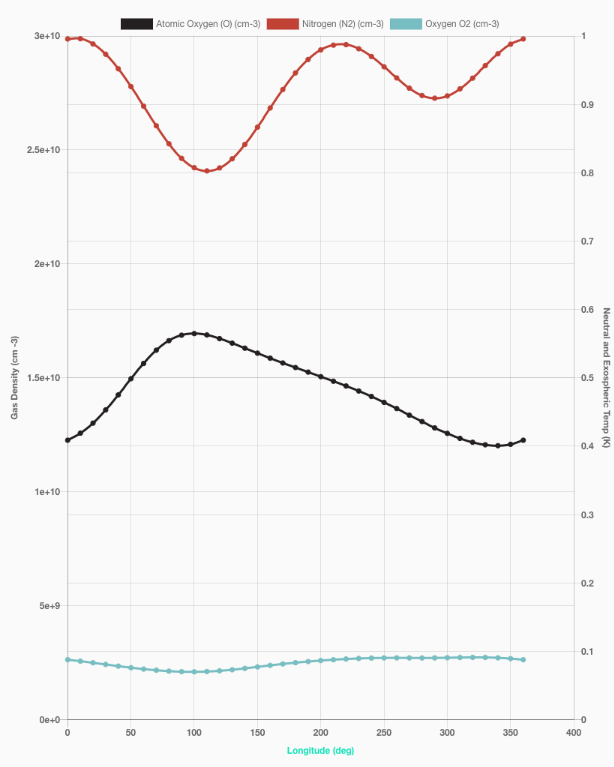 Atomic Oxygen (O) (cm-3) Nitrogen (N2) (cm-3) Oxygen O2 (cm-3)
3e+10
2.5e+10
2e+10
1.5e+10
1e+10
5e+9
0e+0
Gas Density (cm -3)
1
0.9
0.8
0.7
0.6
0.5
0.4
0.3
0.2
0.1
0
Neutral and Exospheric Temp (K)
0 50 100 150 200 250 300 350 400
Longitude (deg)